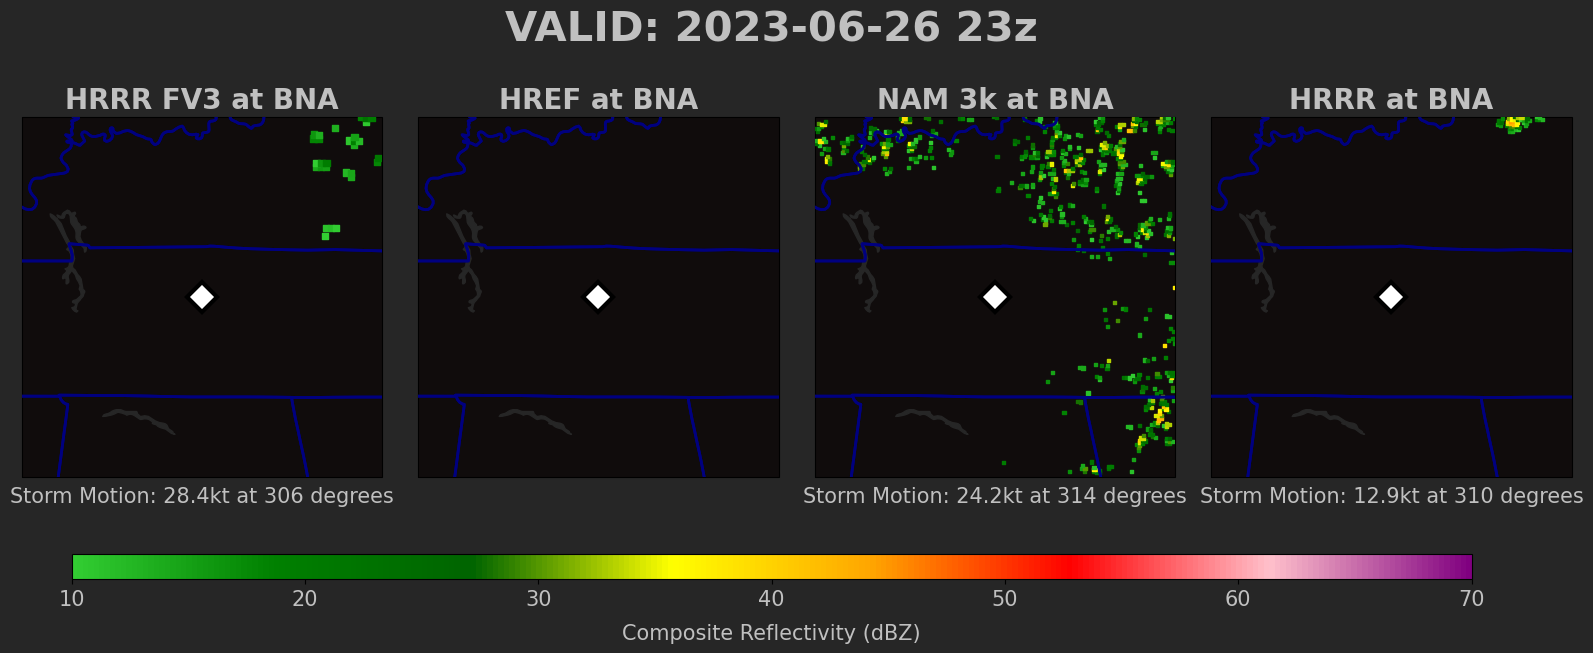 VALID: 2023-06-26 23z
HRRR FV3 at BNA
HREF at BNA
NAM 3k at BNA
HRRR at BNA
Storm Motion: 28.4kt at 306 degrees
Storm Motion: 24.2kt at 314 degrees
Storm Motion: 12.9kt at 310 degrees
10 20 30 40 50 60 70
Composite Reflectivity (dBZ)